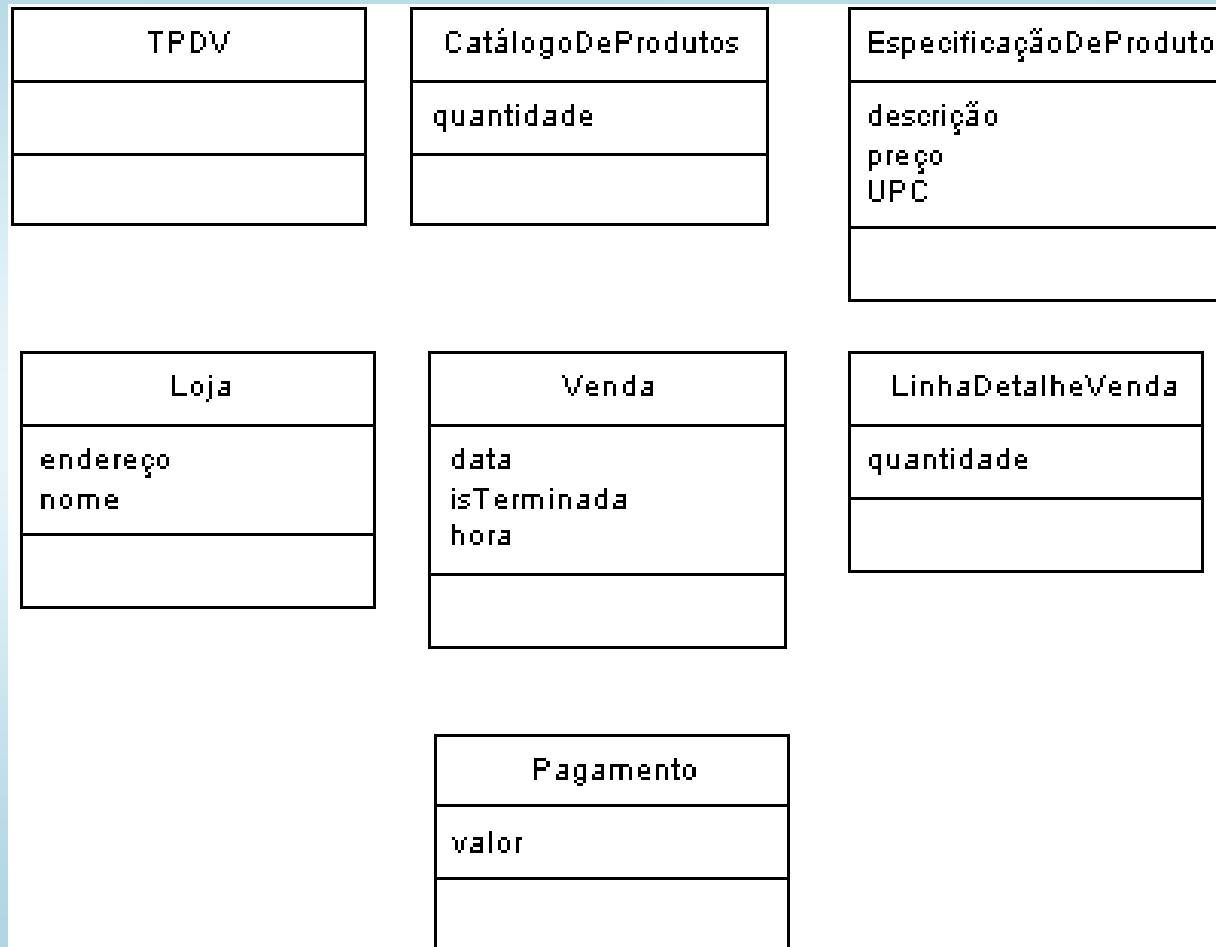 TPDV
CatálogoDeProdutos
quantidade
EspecificaçãoDeProduto
descrição
preço
UPC
Loja
endereço
nome
Venda
data
isTerminada
hora
LinhaDetalheVenda
quantidade
Pagamento
valor